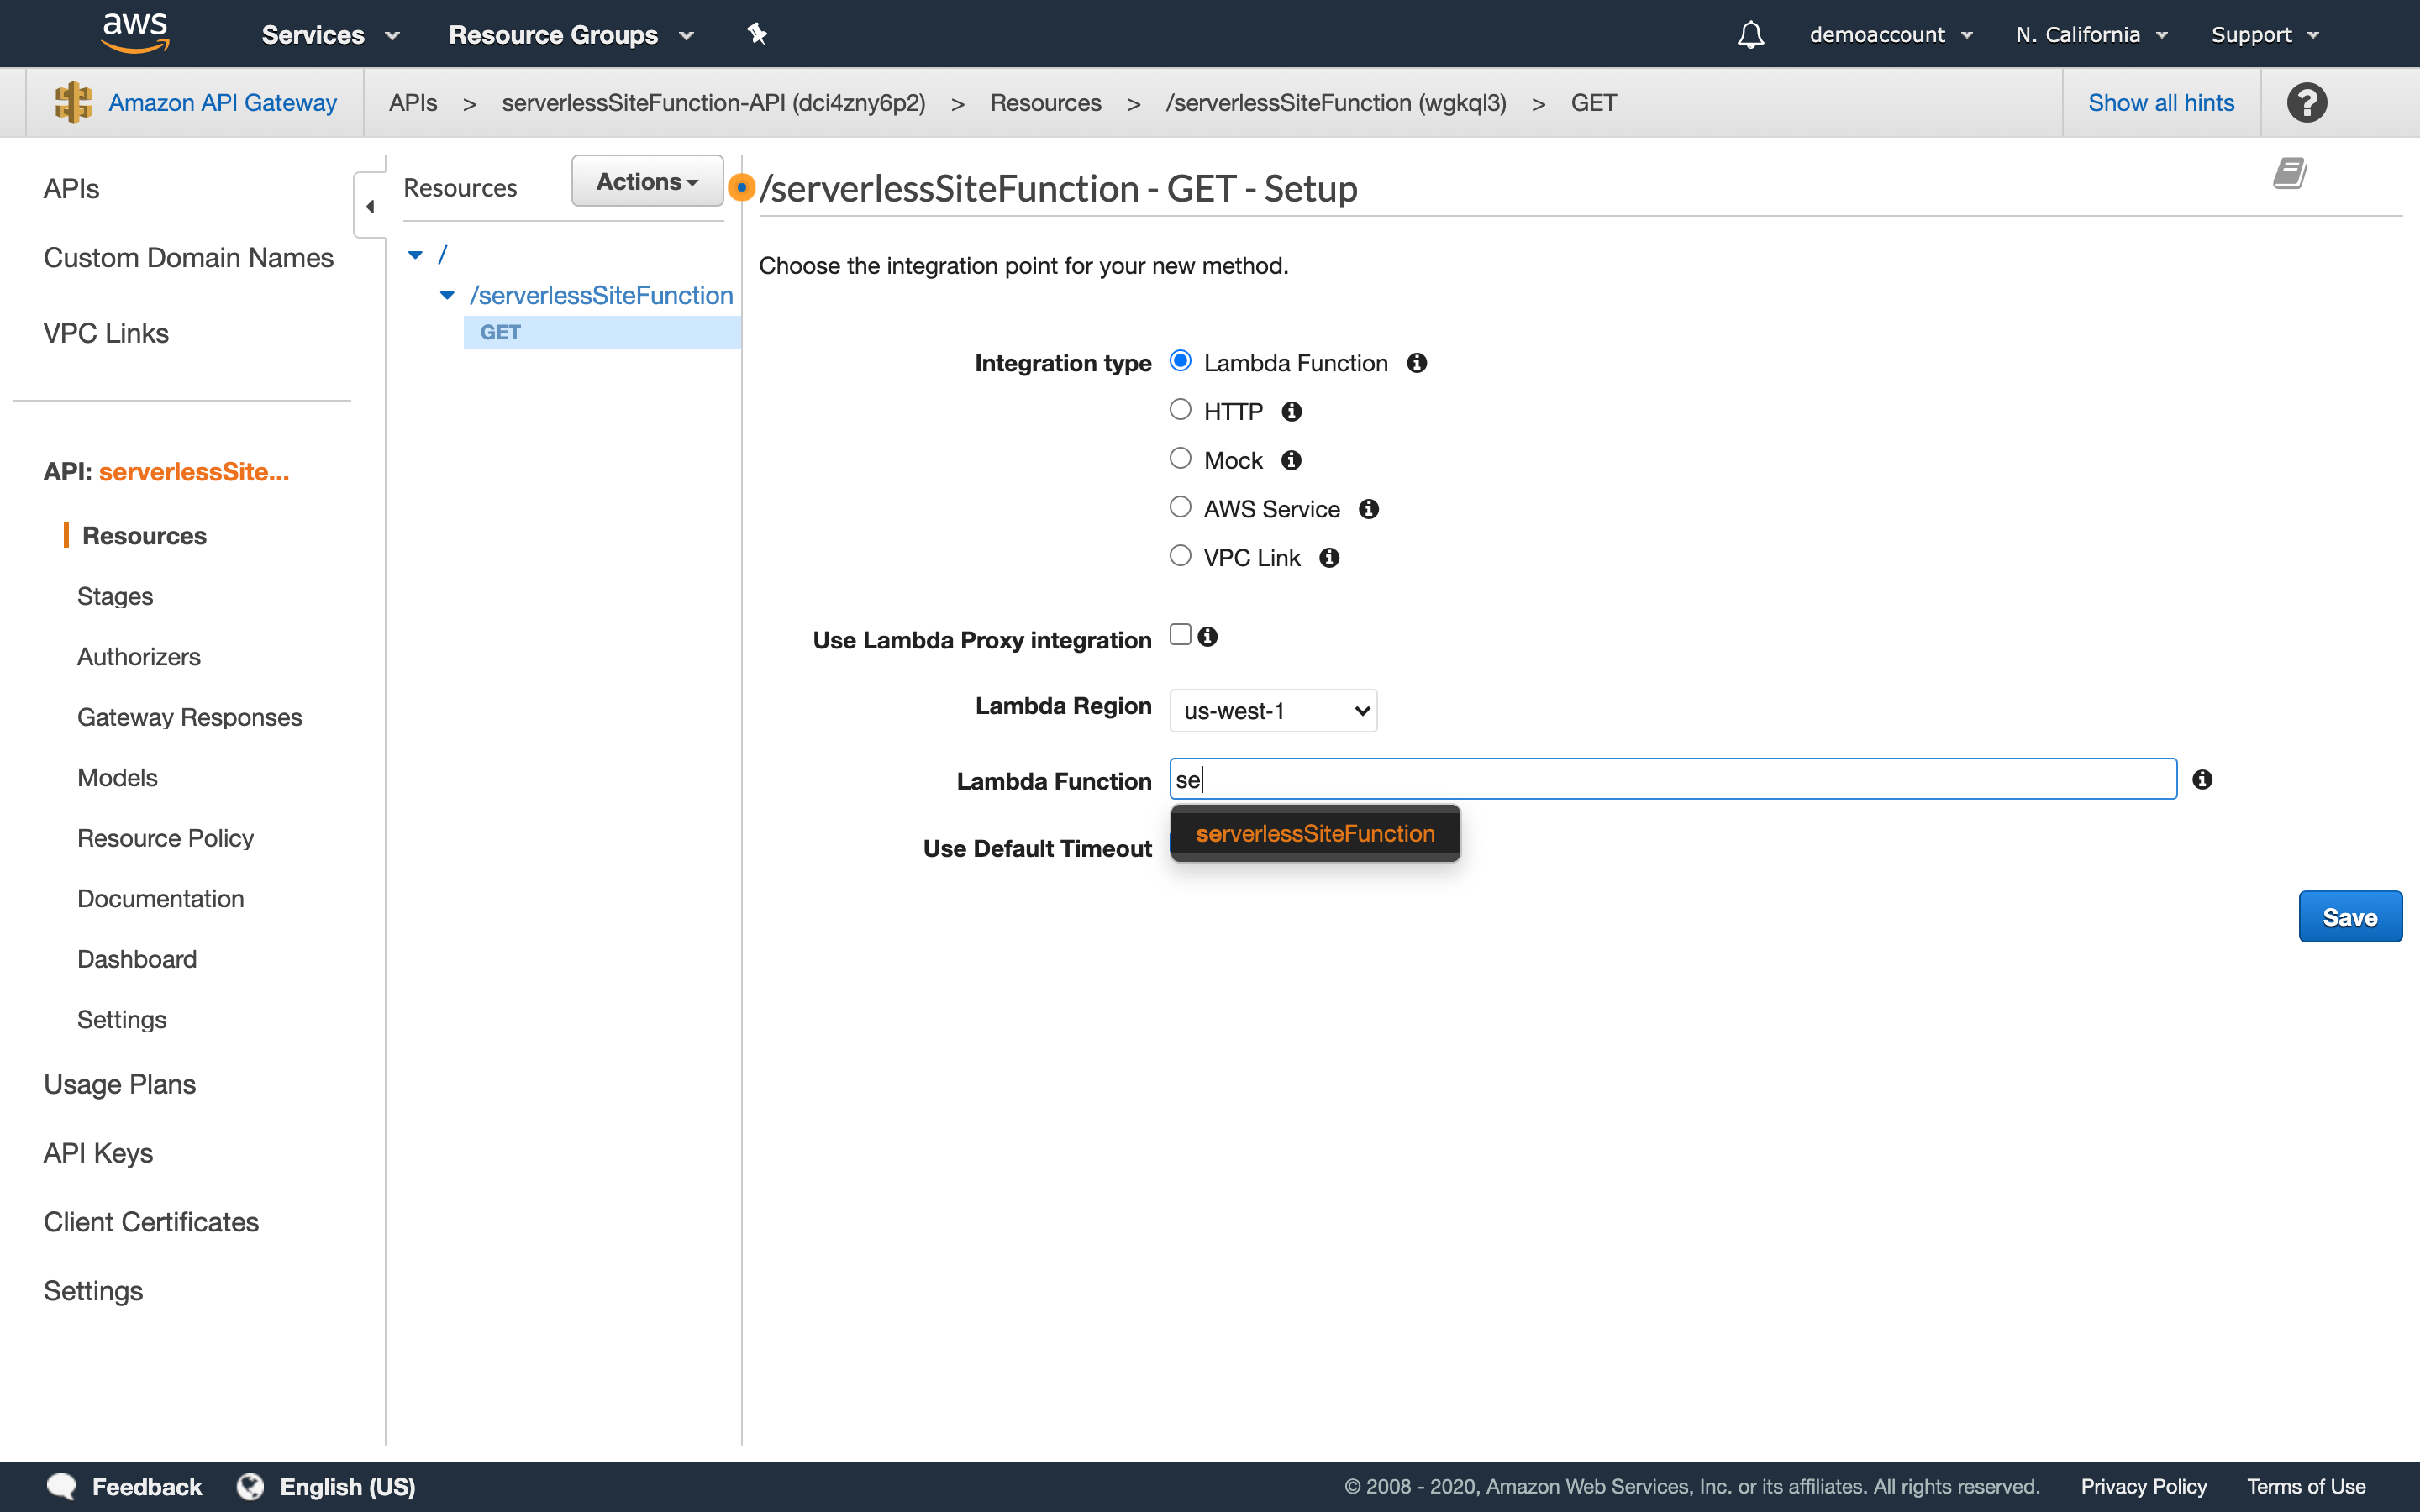 aws Services Resource Groups demoaccount N. California Support
Amazon API Gateway APIs > serverlessSiteFunction-API (dci4zny6p2) > Resources > /serverlessSiteFunction (wgkql3) > GET Show all hints ?
APIs
Custom Domain Names
VPC Links
API: serverlessSite...
Resources
Stages
Authorizers
Gateway Responses
Models
Resource Policy
Documentation
Dashboard
Settings
Usage Plans
API Keys
Client Certificates
Settings
Resources Actions
/
/serverlessSiteFunction
GET
/serverlessSiteFunction - GET - Setup
Choose the integration point for your new method.
Integration type Lambda Function
HTTP
Mock
AWS Service
VPC Link
Use Lambda Proxy integration
Lambda Region us-west-1
Lambda Function se
serverlessSiteFunction
Use Default Timeout
Save
Feedback English (US) © 2008 - 2020, Amazon Web Services, Inc. or its affiliates. All rights reserved. Privacy Policy Terms of Use